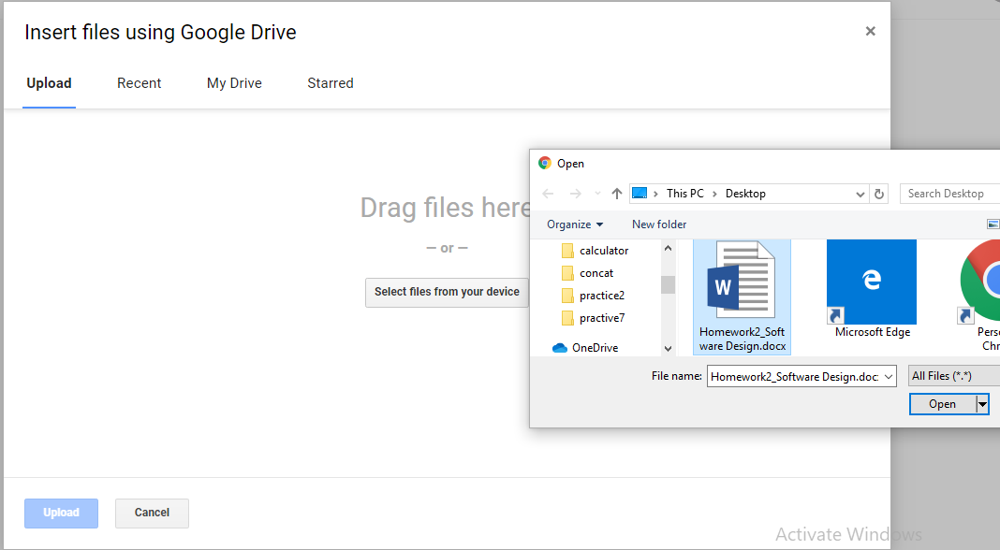 Insert files using Google Drive
Upload Recent My Drive Starred
Drag files here
— or —
Select files from your device
Upload Cancel
Open
This PC > Desktop
Search Desktop
Organize New folder
calculator
concat
practice2
practive7
OneDrive
W
Homework2_Soft
ware Design.docx
Microsoft Edge
Perso
Chr
File name: Homework2_Software Design.doc
All Files (*.*)
Open
Activate Windows